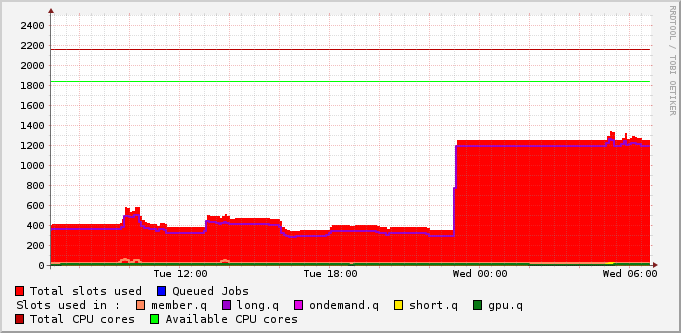 RRDTOOL / TOBI OETIKER
2400
2200
2000
1800
1600
1400
1200
1000
800
600
400
200
0
Tue 12:00 Tue 18:00 Wed 00:00 Wed 06:00
Total slots used Queued Jobs
Slots used in : member.q long.q ondemand.q short.q gpu.q
Total CPU cores Available CPU cores